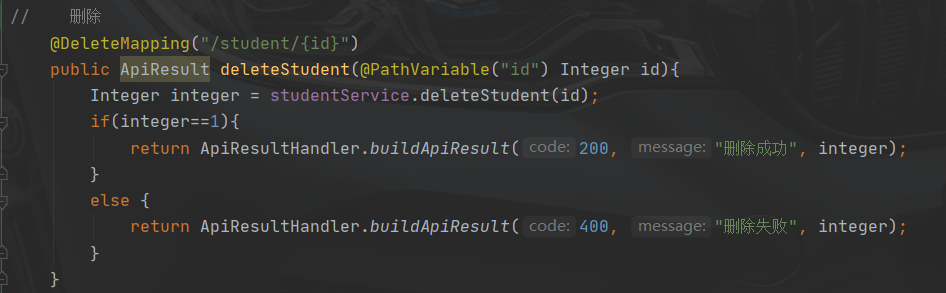 //    删除
    @DeleteMapping("/student/{id}")
    public ApiResult deleteStudent(@PathVariable("id") Integer id){
        Integer integer = studentService.deleteStudent(id);
        if(integer==1){
            return ApiResultHandler.buildApiResult( code: 200, message: "删除成功", integer);
        }
        else {
            return ApiResultHandler.buildApiResult( code: 400, message: "删除失败", integer);
        }
    }